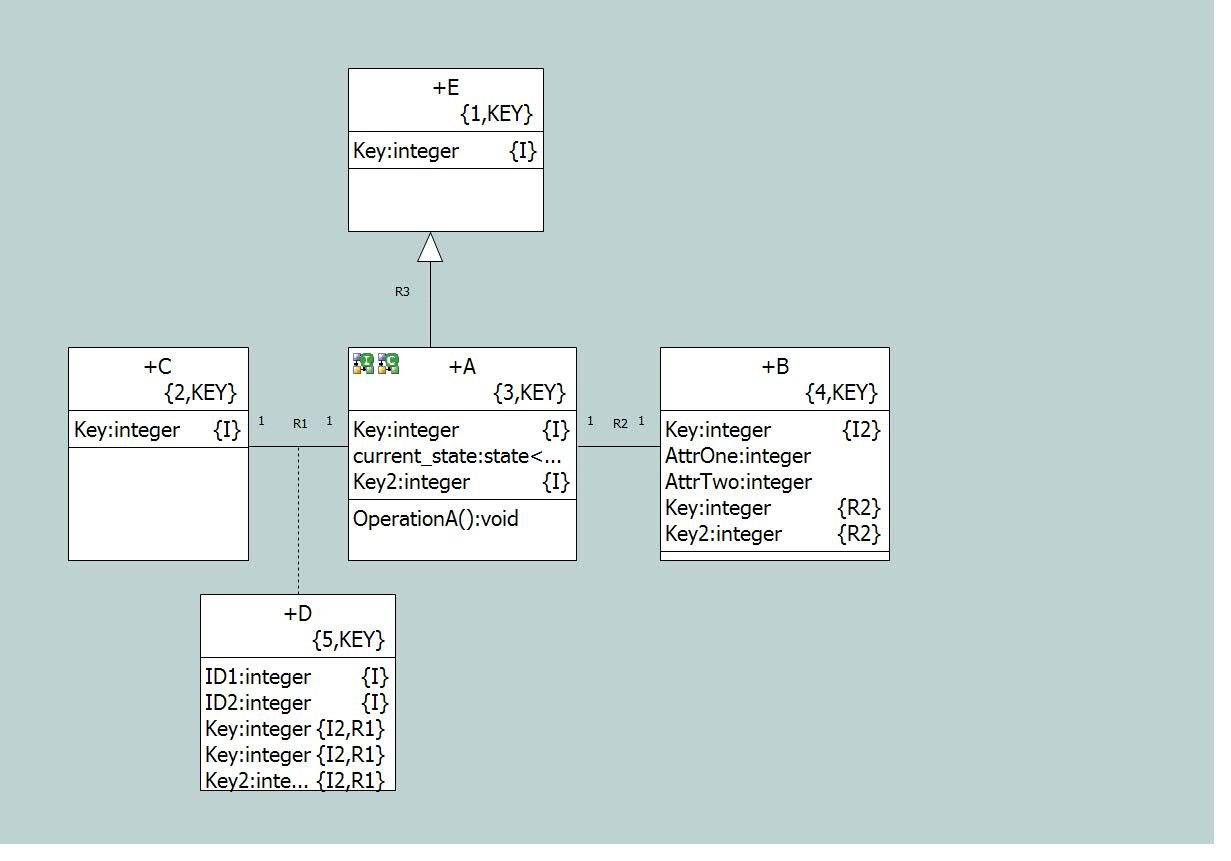 +E
{1,KEY}
Key:integer {I}
R3
+C
{2,KEY}
Key:integer {I}
1 R1 1
+A
{3,KEY}
Key:integer {I}
current_state:state<...
Key2:integer {I}
OperationA():void
1 R2 1
+B
{4,KEY}
Key:integer {I2}
AttrOne:integer
AttrTwo:integer
Key:integer {R2}
Key2:integer {R2}
+D
{5,KEY}
ID1:integer {I}
ID2:integer {I}
Key:integer {I2,R1}
Key:integer {I2,R1}
Key2:inte... {I2,R1}